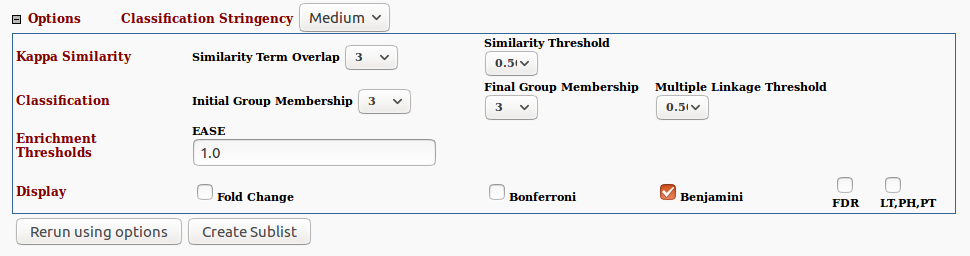 Options Classification Stringency Medium
Kappa Similarity Similarity Term Overlap 3 Similarity Threshold 0.5
Classification Initial Group Membership 3 Final Group Membership 3 Multiple Linkage Threshold 0.5
Enrichment Thresholds EASE 1.0
Display Fold Change Bonferroni Benjamini FDR LT,PH,PT
Rerun using options Create Sublist